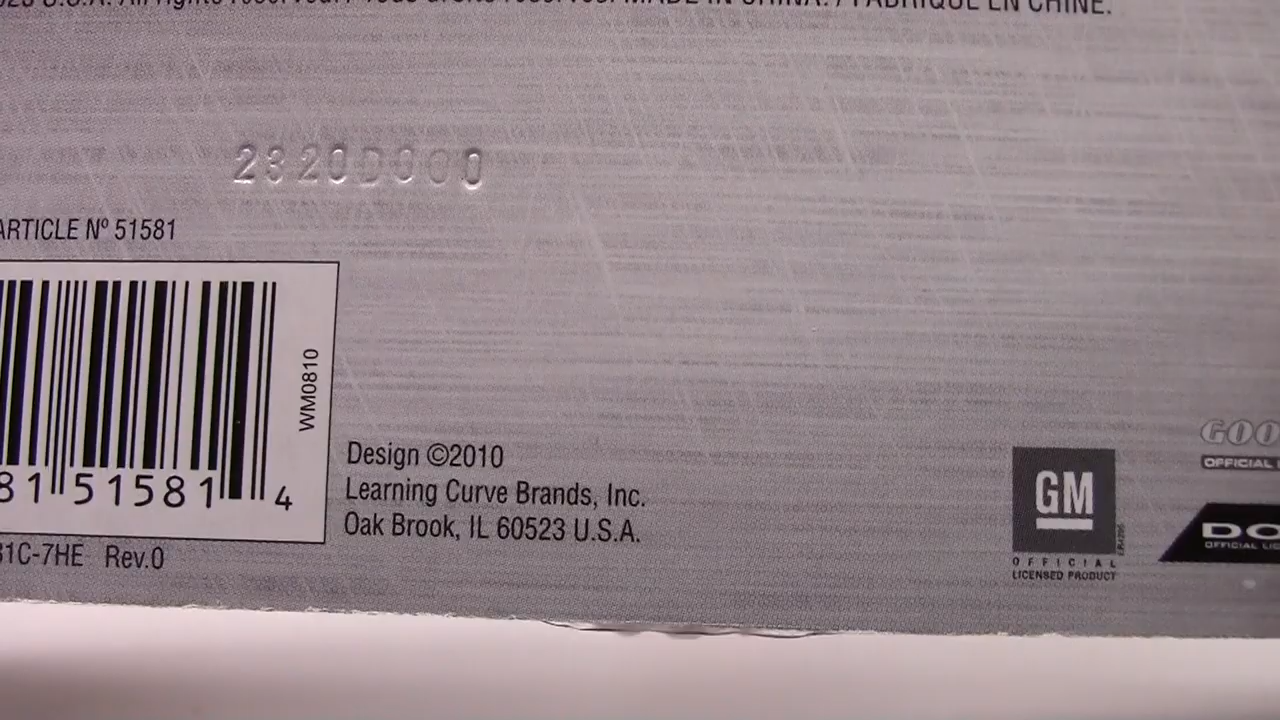 U.S.A. All rights reserved. / Tous droits réservés. MADE IN CHINA. / FABRIQUÉ EN CHINE.
ARTICLE Nº 51581
WM0810
81 51581 4
Design ©2010
Learning Curve Brands, Inc.
Oak Brook, IL 60523 U.S.A.
81C-7HE Rev.0
GM
OFFICIAL
LICENSED PRODUCT
GOO
OFFICIAL
DO
OFFICIAL LIC